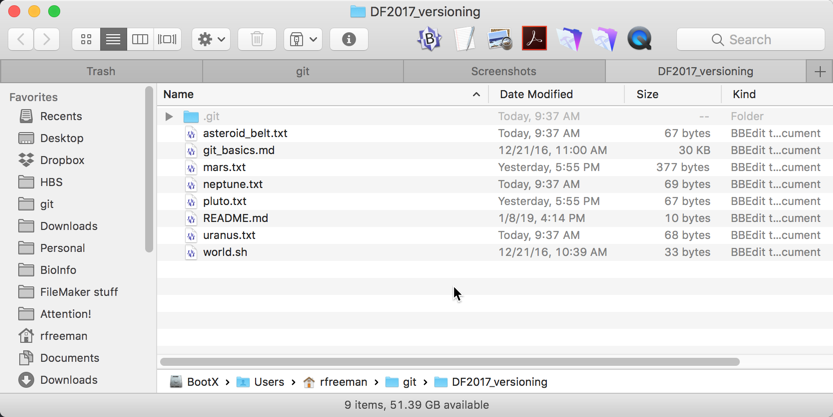 DF2017_versioning
Search
Trash git Screenshots DF2017_versioning +
Favorites
Recents
Desktop
Dropbox
HBS
git
Downloads
Personal
BioInfo
FileMaker stuff
Attention!
rfreeman
Documents
Downloads
Name Date Modified Size Kind
.git Today, 9:37 AM -- Folder
asteroid_belt.txt Today, 9:37 AM 67 bytes BBEdit t...cument
git_basics.md 12/21/16, 11:00 AM 30 KB BBEdit t...cument
mars.txt Yesterday, 5:55 PM 377 bytes BBEdit t...cument
neptune.txt Today, 9:37 AM 69 bytes BBEdit t...cument
pluto.txt Yesterday, 5:55 PM 67 bytes BBEdit t...cument
README.md 1/8/19, 4:14 PM 10 bytes BBEdit t...cument
uranus.txt Today, 9:37 AM 68 bytes BBEdit t...cument
world.sh 12/21/16, 10:39 AM 33 bytes BBEdit t...cument
BootX › Users › rfreeman › git › DF2017_versioning
9 items, 51.39 GB available